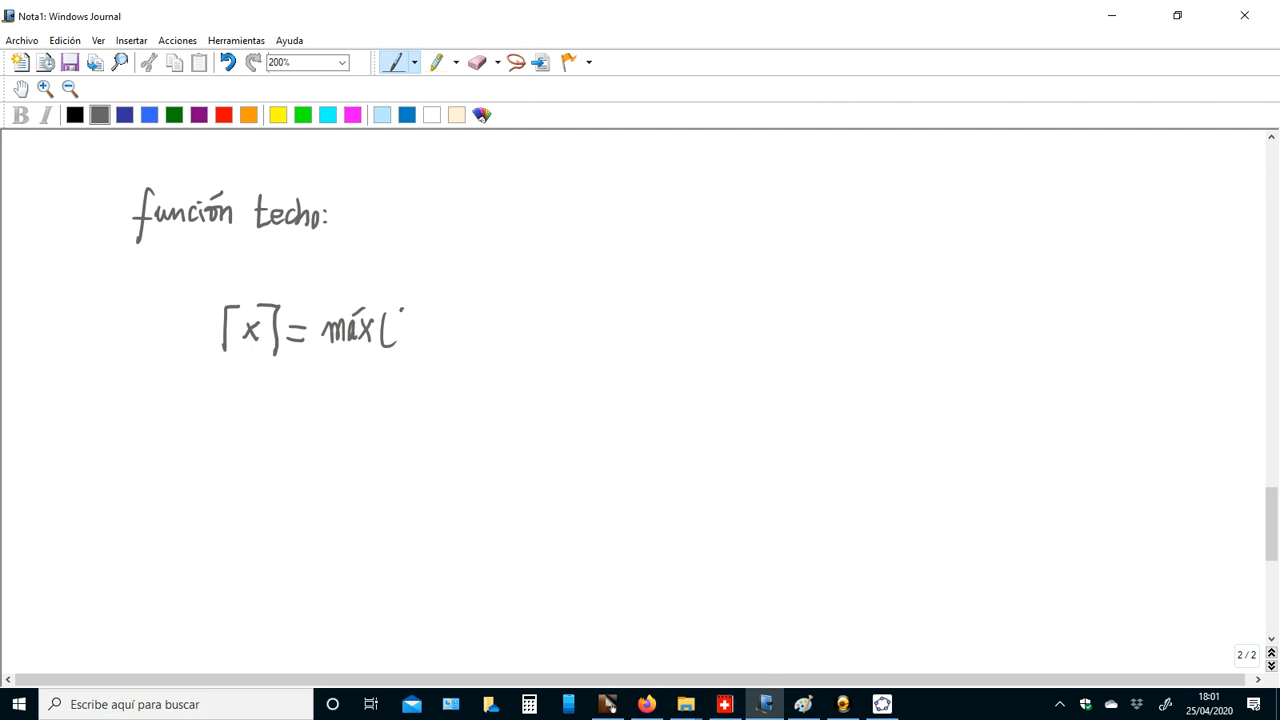 Nota1: Windows Journal
Archivo Edición Ver Insertar Acciones Herramientas Ayuda
200%
B I
función techo:
⌈x⌉ = máx(
2 / 2
Escribe aquí para buscar
18:01
25/04/2020